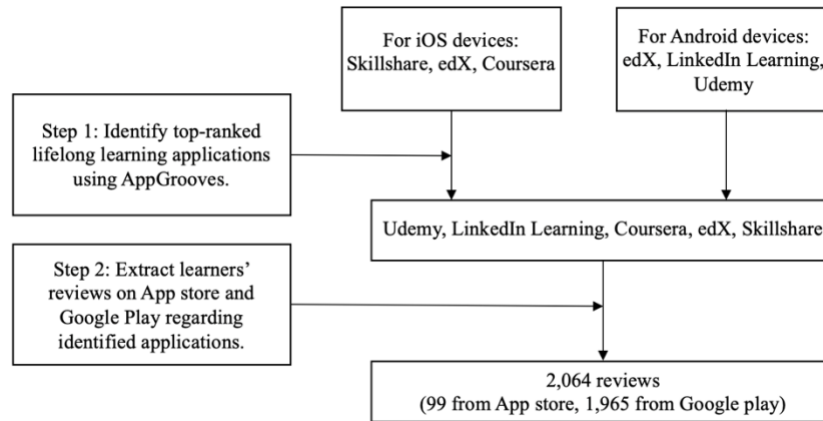 For iOS devices:
Skillshare, edX, Coursera
For Android devices:
edX, LinkedIn Learning,
Udemy
Step 1: Identify top-ranked
lifelong learning applications
using AppGrooves.
Udemy, LinkedIn Learning, Coursera, edX, Skillshare
Step 2: Extract learners’
reviews on App store and
Google Play regarding
identified applications.
2,064 reviews
(99 from App store, 1,965 from Google play)